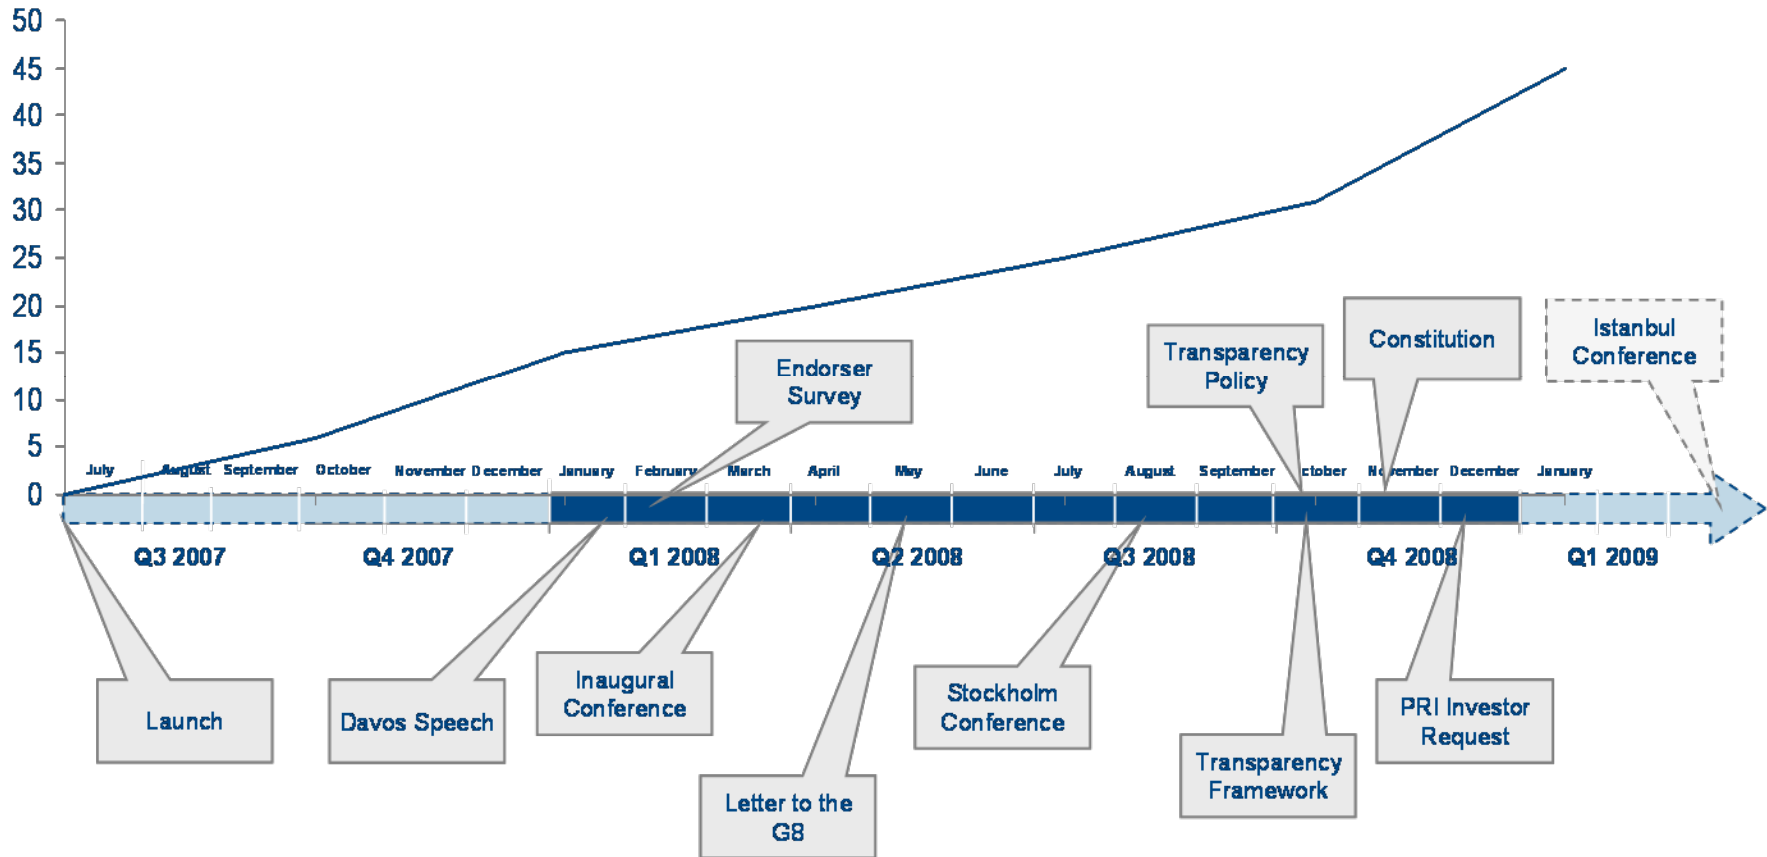 50
45
40
35
30
25
20
15
10
5
0
Endorser
Survey
Transparency
Policy
Constitution
Istanbul
Conference
July August September October November December January February March April May June July August September ctober November December January
Q3 2007 Q4 2007 Q1 2008 Q2 2008 Q3 2008 Q4 2008 Q1 2009
Launch
Davos Speech
Inaugural
Conference
Letter to the
G8
Stockholm
Conference
Transparency
Framework
PRI Investor
Request